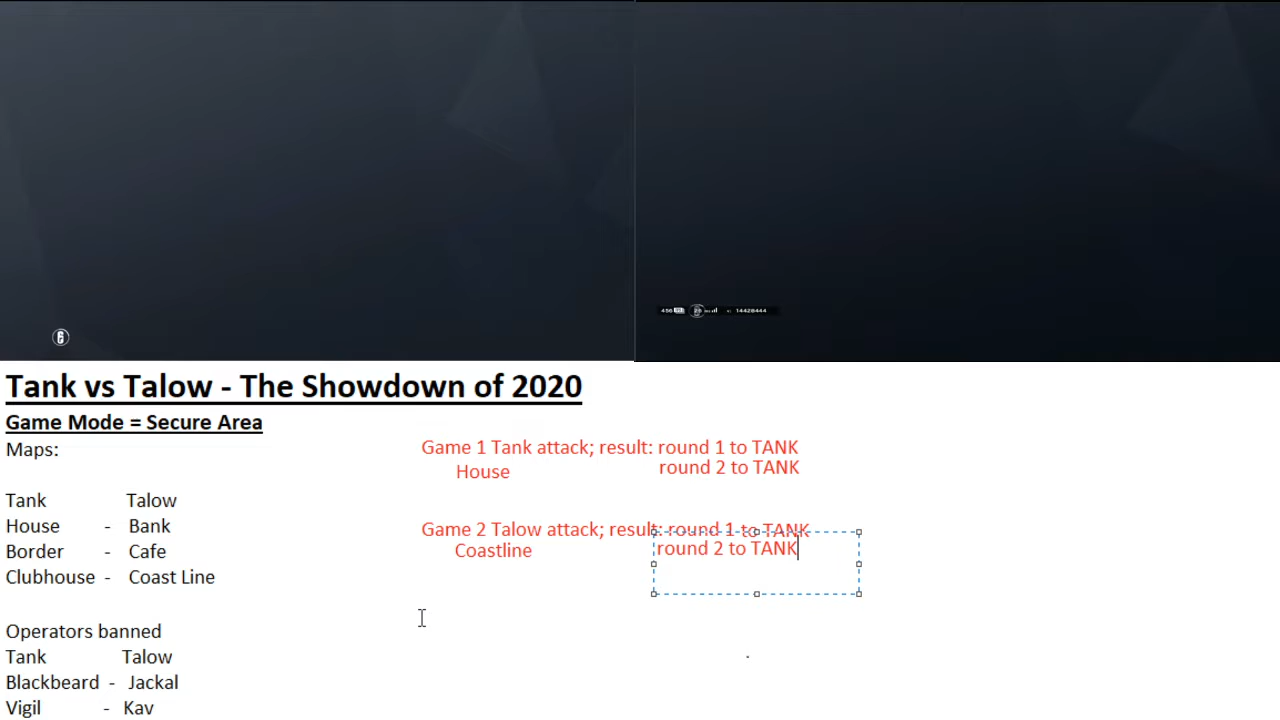 456 28 14428444
Tank vs Talow - The Showdown of 2020
Game Mode = Secure Area
Maps:
Tank Talow
House - Bank
Border - Cafe
Clubhouse - Coast Line
Operators banned
Tank Talow
Blackbeard - Jackal
Vigil - Kav
Game 1 Tank attack; result: round 1 to TANK
House round 2 to TANK
Game 2 Talow attack; result: round 1 to TANK
Coastline round 2 to TANK